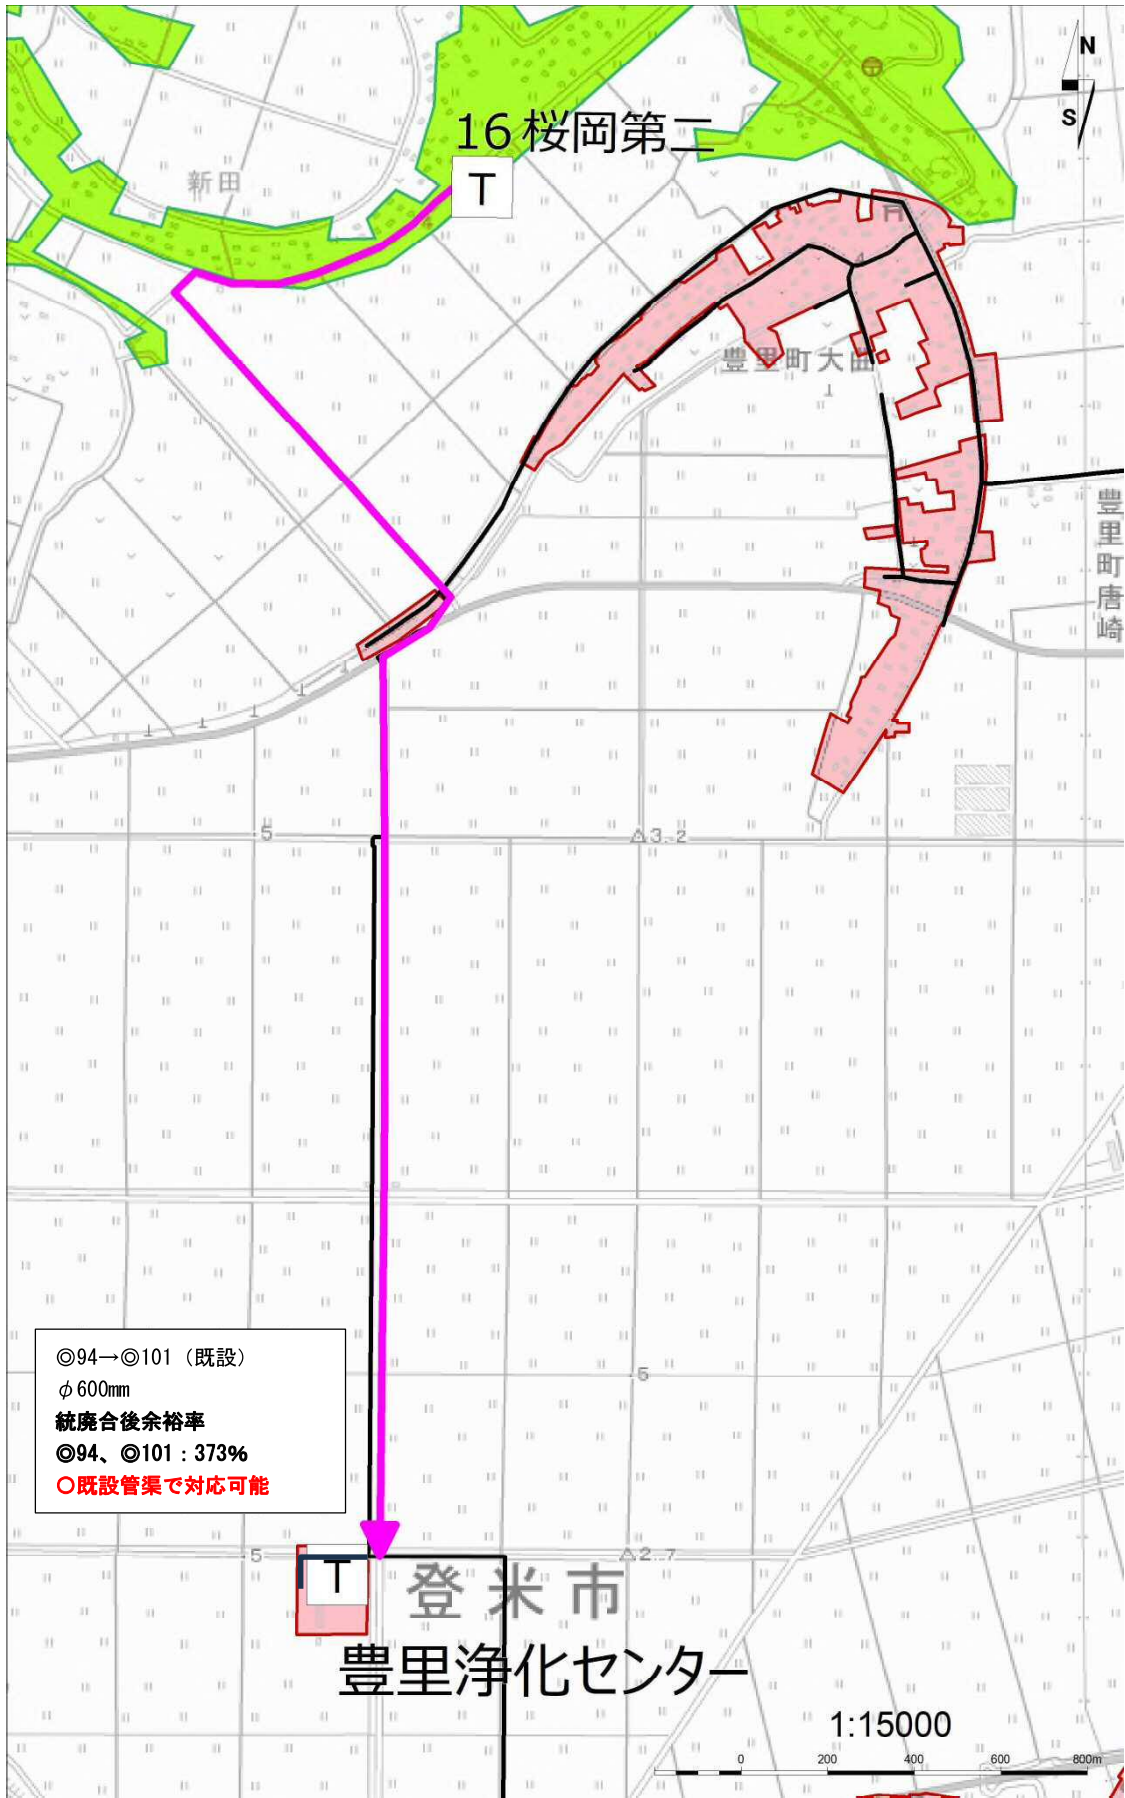 N
S
16 桜岡第二
T
新田
豊里町大曲
豊里町唐崎
5
3.2
◎94→◎101（既設）
φ600mm
統廃合後余裕率
◎94、◎101：373%
○既設管渠で対応可能
5
5
2.7
T
登米市
豊里浄化センター
1:15000
0 200 400 600 800m